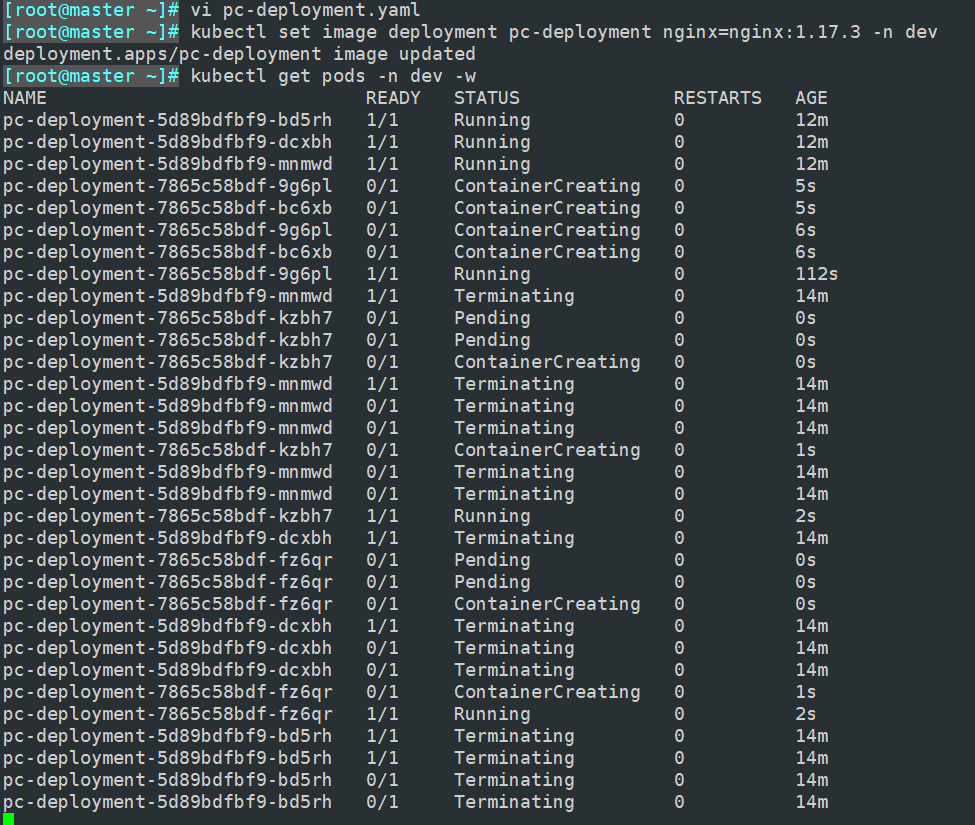 [root@master ~]# vi pc-deployment.yaml
[root@master ~]# kubectl set image deployment pc-deployment nginx=nginx:1.17.3 -n dev
deployment.apps/pc-deployment image updated
[root@master ~]# kubectl get pods -n dev -w
NAME READY STATUS RESTARTS AGE
pc-deployment-5d89bdfbf9-bd5rh 1/1 Running 0 12m
pc-deployment-5d89bdfbf9-dcxbh 1/1 Running 0 12m
pc-deployment-5d89bdfbf9-mnmwd 1/1 Running 0 12m
pc-deployment-7865c58bdf-9g6pl 0/1 ContainerCreating 0 5s
pc-deployment-7865c58bdf-bc6xb 0/1 ContainerCreating 0 5s
pc-deployment-7865c58bdf-9g6pl 0/1 ContainerCreating 0 6s
pc-deployment-7865c58bdf-bc6xb 0/1 ContainerCreating 0 6s
pc-deployment-7865c58bdf-9g6pl 1/1 Running 0 112s
pc-deployment-5d89bdfbf9-mnmwd 1/1 Terminating 0 14m
pc-deployment-7865c58bdf-kzbh7 0/1 Pending 0 0s
pc-deployment-7865c58bdf-kzbh7 0/1 Pending 0 0s
pc-deployment-7865c58bdf-kzbh7 0/1 ContainerCreating 0 0s
pc-deployment-5d89bdfbf9-mnmwd 1/1 Terminating 0 14m
pc-deployment-5d89bdfbf9-mnmwd 0/1 Terminating 0 14m
pc-deployment-5d89bdfbf9-mnmwd 0/1 Terminating 0 14m
pc-deployment-7865c58bdf-kzbh7 0/1 ContainerCreating 0 1s
pc-deployment-5d89bdfbf9-mnmwd 0/1 Terminating 0 14m
pc-deployment-5d89bdfbf9-mnmwd 0/1 Terminating 0 14m
pc-deployment-7865c58bdf-kzbh7 1/1 Running 0 2s
pc-deployment-5d89bdfbf9-dcxbh 1/1 Terminating 0 14m
pc-deployment-7865c58bdf-fz6qr 0/1 Pending 0 0s
pc-deployment-7865c58bdf-fz6qr 0/1 Pending 0 0s
pc-deployment-7865c58bdf-fz6qr 0/1 ContainerCreating 0 0s
pc-deployment-5d89bdfbf9-dcxbh 1/1 Terminating 0 14m
pc-deployment-5d89bdfbf9-dcxbh 0/1 Terminating 0 14m
pc-deployment-5d89bdfbf9-dcxbh 0/1 Terminating 0 14m
pc-deployment-7865c58bdf-fz6qr 0/1 ContainerCreating 0 1s
pc-deployment-7865c58bdf-fz6qr 1/1 Running 0 2s
pc-deployment-5d89bdfbf9-bd5rh 1/1 Terminating 0 14m
pc-deployment-5d89bdfbf9-bd5rh 1/1 Terminating 0 14m
pc-deployment-5d89bdfbf9-bd5rh 0/1 Terminating 0 14m
pc-deployment-5d89bdfbf9-bd5rh 0/1 Terminating 0 14m